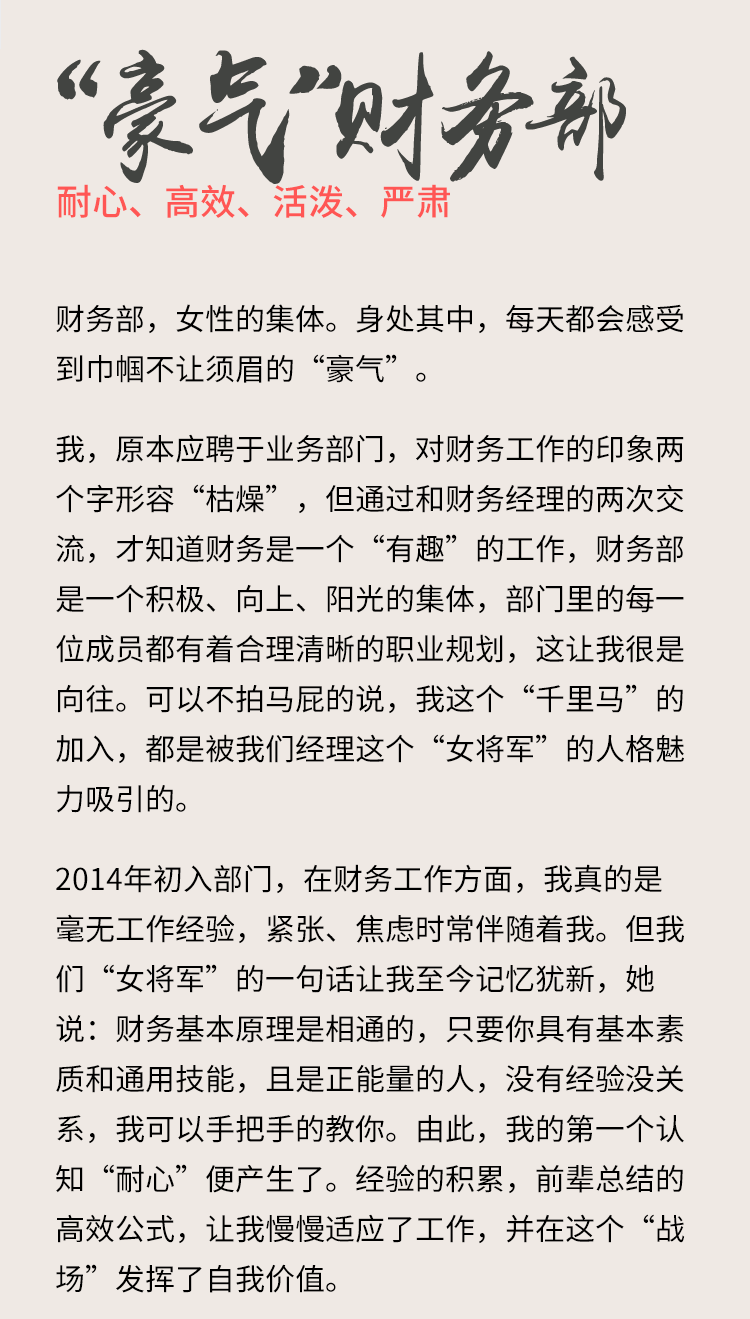 “豪气”财务部
耐心、高效、活泼、严肃
财务部，女性的集体。身处其中，每天都会感受
到巾帼不让须眉的“豪气”。
我，原本应聘于业务部门，对财务工作的印象两
个字形容“枯燥”，但通过和财务经理的两次交
流，才知道财务是一个“有趣”的工作，财务部
是一个积极、向上、阳光的集体，部门里的每一
位成员都有着合理清晰的职业规划，这让我很是
向往。可以不拍马屁的说，我这个“千里马”的
加入，都是被我们经理这个“女将军”的人格魅
力吸引的。
2014年初入部门，在财务工作方面，我真的是
毫无工作经验，紧张、焦虑时常伴随着我。但我
们“女将军”的一句话让我至今记忆犹新，她
说：财务基本原理是相通的，只要你具有基本素
质和通用技能，且是正能量的人，没有经验没关
系，我可以手把手的教你。由此，我的第一个认
知“耐心”便产生了。经验的积累，前辈总结的
高效公式，让我慢慢适应了工作，并在这个“战
场”发挥了自我价值。